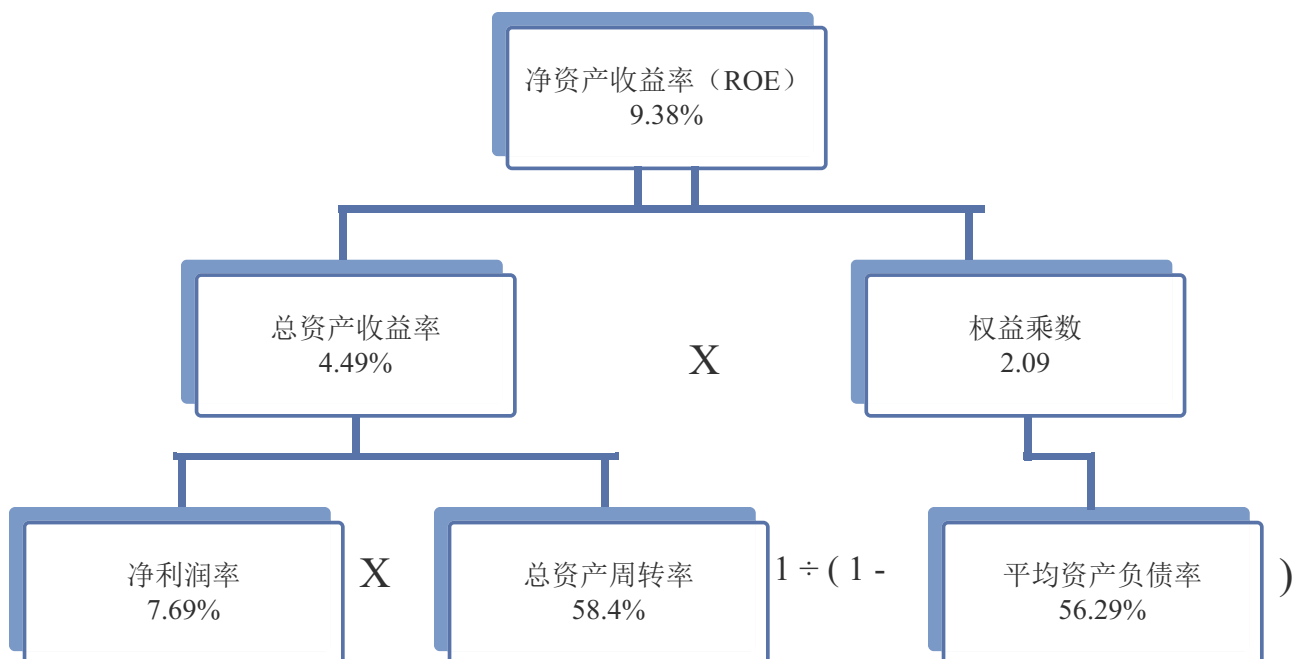 净资产收益率（ROE）
9.38%
总资产收益率
4.49%
X
权益乘数
2.09
净利润率
7.69%
X
总资产周转率
58.4%
1 ÷ ( 1 -
平均资产负债率
56.29%
)